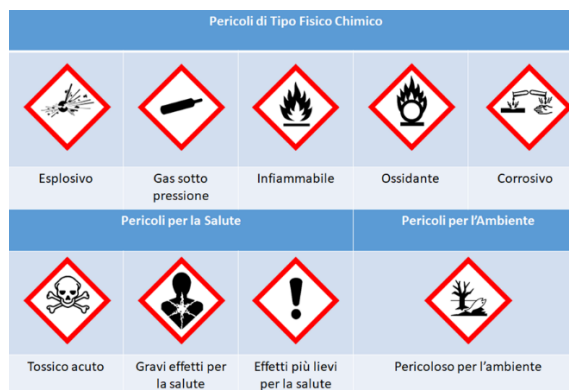 Pericoli di Tipo Fisico Chimico
Esplosivo
Gas sotto
pressione
Infiammabile
Ossidante
Corrosivo
Pericoli per la Salute
Pericoli per l'Ambiente
Tossico acuto
Gravi effetti per
la salute
Effetti più lievi
per la salute
Pericoloso per l'ambiente